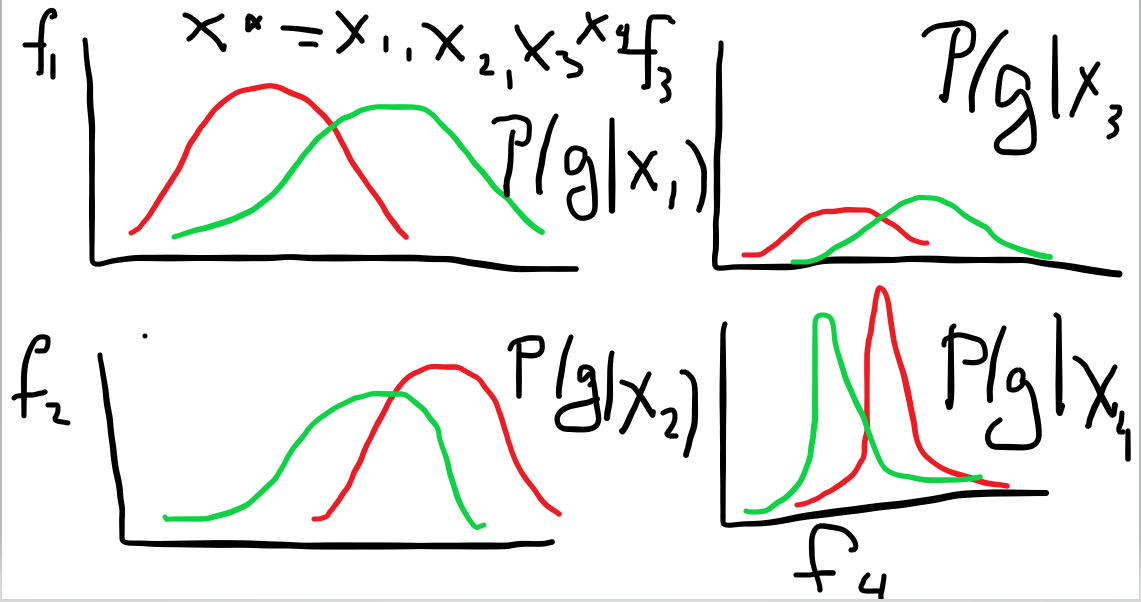 f₁
x* = x₁, x₂, x₃ x₄
f₃
P(g|x₁)
P(g|x₃
f₂
P(g|x₂)
P(g|x₄
f₄